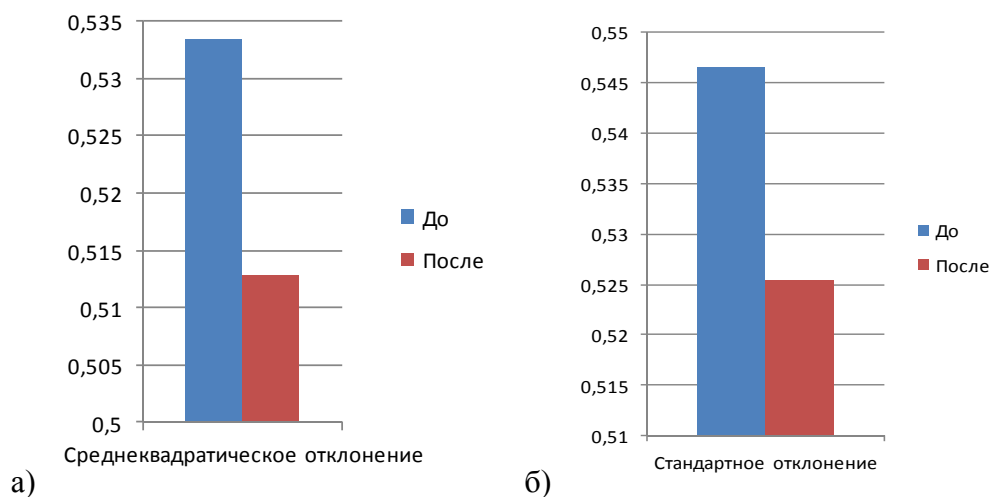 0,535
0,53
0,525
0,52
0,515
0,51
0,505
0,5
До
После
Среднеквадратическое отклонение
а)
0,55
0,545
0,54
0,535
0,53
0,525
0,52
0,515
0,51
До
После
Стандартное отклонение
б)